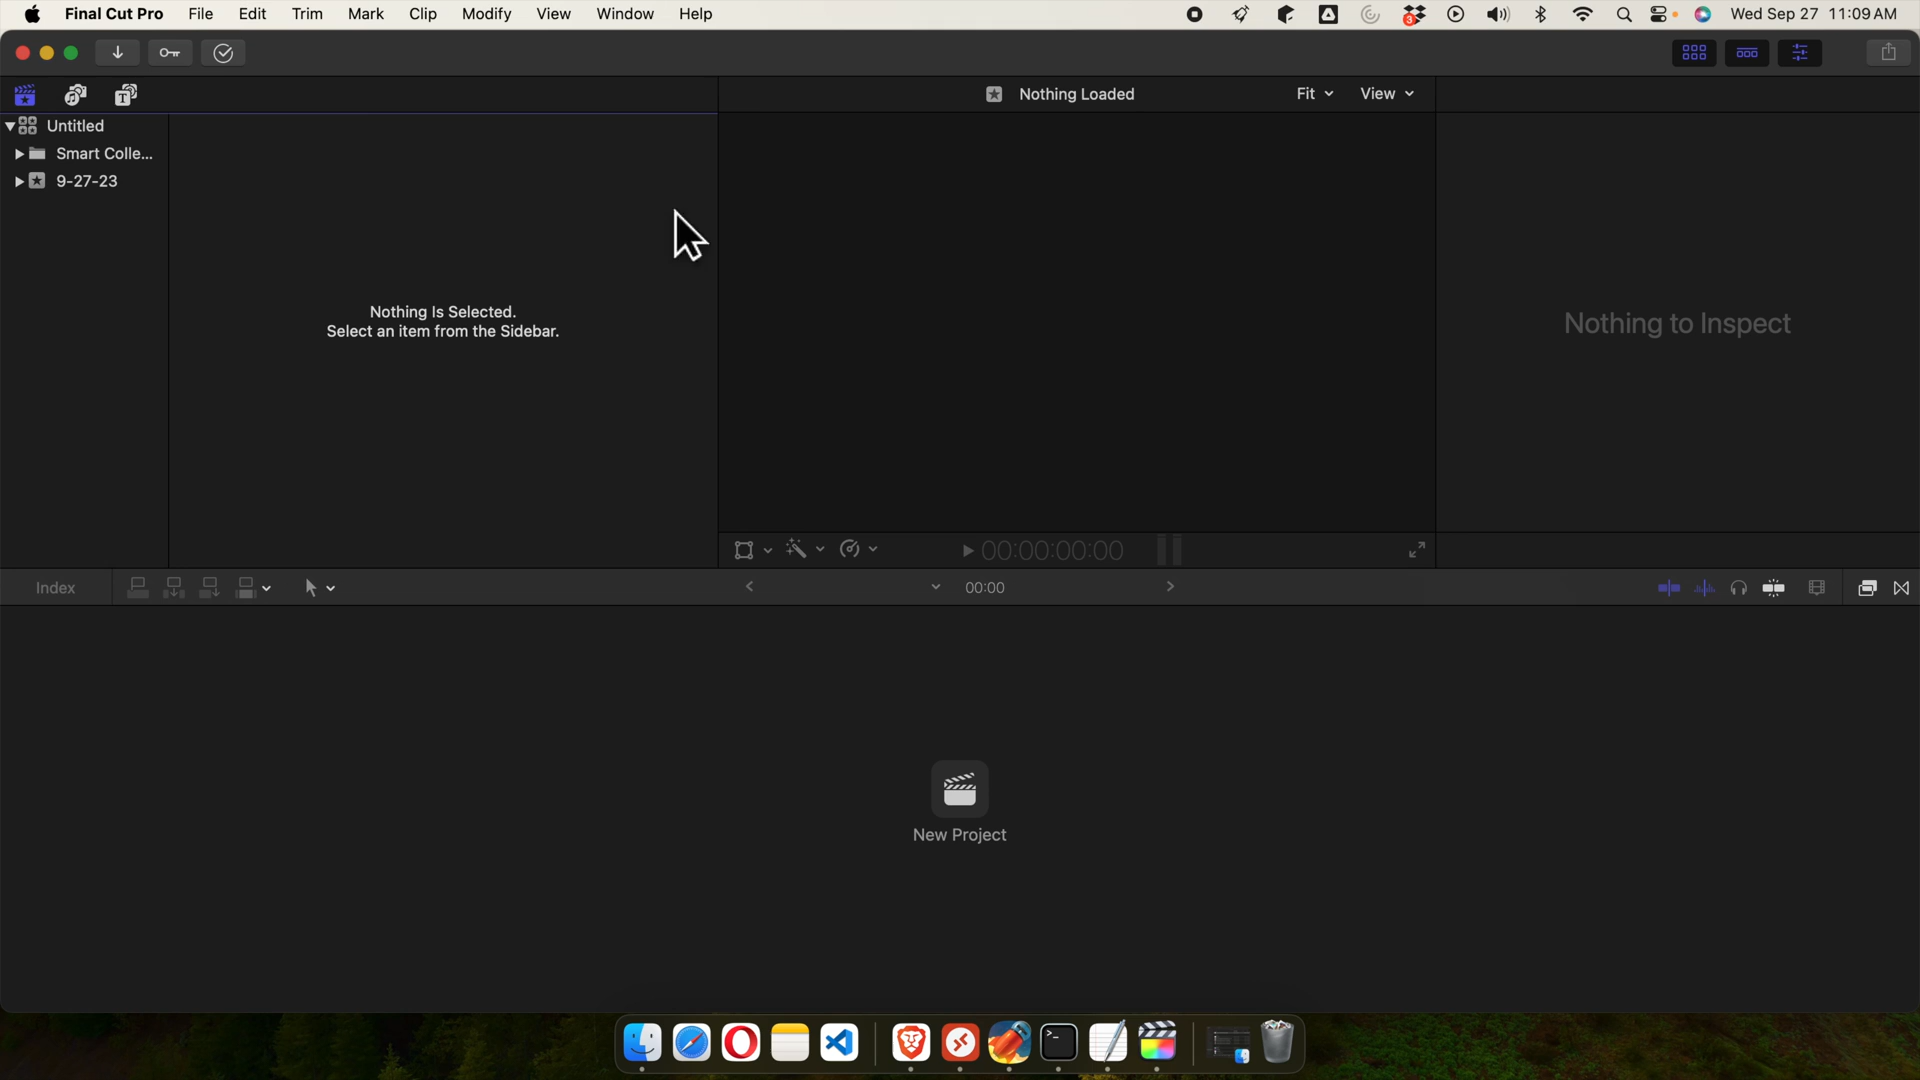 Final Cut Pro File Edit Trim Mark Clip Modify View Window Help 3 Wed Sep 27 11:09 AM
Nothing Loaded Fit View
Untitled
Smart Colle...
9-27-23
Nothing Is Selected.
Select an item from the Sidebar.
Nothing to Inspect
00:00:00:00
Index 00:00
New Project